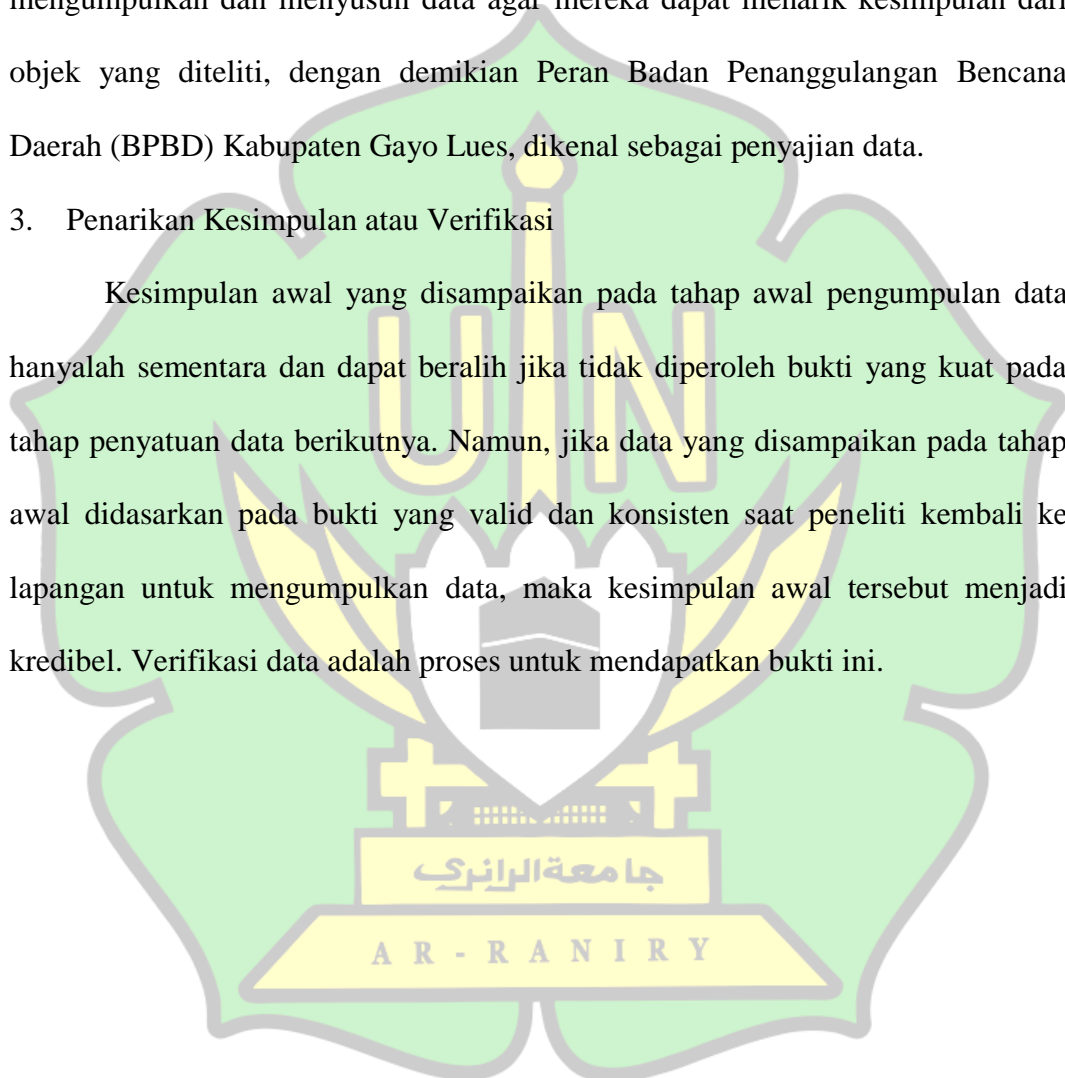 mengumpulkan dan menyusun data agar mereka dapat menarik kesimpulan dari
objek yang diteliti, dengan demikian Peran Badan Penanggulangan Bencana
Daerah (BPBD) Kabupaten Gayo Lues, dikenal sebagai penyajian data.
3. Penarikan Kesimpulan atau Verifikasi
Kesimpulan awal yang disampaikan pada tahap awal pengumpulan data
hanyalah sementara dan dapat beralih jika tidak diperoleh bukti yang kuat pada
tahap penyatuan data berikutnya. Namun, jika data yang disampaikan pada tahap
awal didasarkan pada bukti yang valid dan konsisten saat peneliti kembali ke
lapangan untuk mengumpulkan data, maka kesimpulan awal tersebut menjadi
kredibel. Verifikasi data adalah proses untuk mendapatkan bukti ini.
UIN
جامعة الرانري
AR-RANIRY